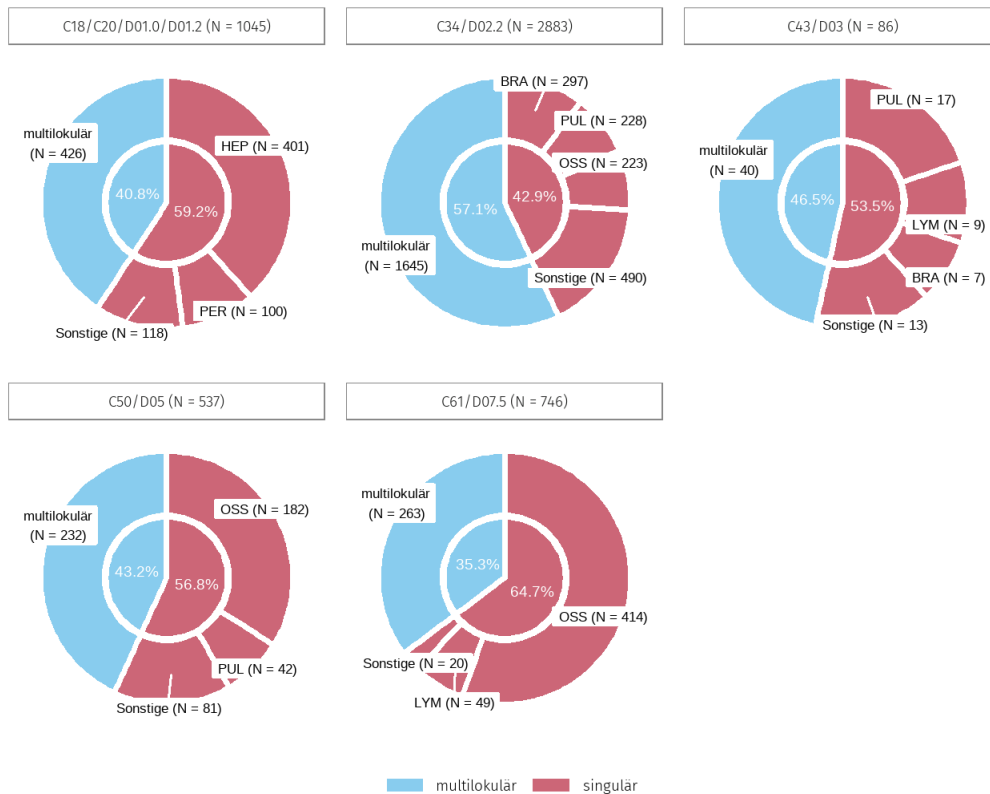 C18/C20/D01.0/D01.2 (N = 1045)
C34/D02.2 (N = 2883)
C43/D03 (N = 86)
multilokulär
(N = 426)
HEP (N = 401)
40.8%
59.2%
PER (N = 100)
Sonstige (N = 118)
BRA (N = 297)
PUL (N = 228)
OSS (N = 223)
42.9%
57.1%
multilokulär
(N = 1645)
Sonstige (N = 490)
PUL (N = 17)
multilokulär
(N = 40)
46.5%
53.5%
LYM (N = 9)
BRA (N = 7)
Sonstige (N = 13)
C50/D05 (N = 537)
C61/D07.5 (N = 746)
multilokulär
(N = 232)
OSS (N = 182)
43.2%
56.8%
PUL (N = 42)
Sonstige (N = 81)
multilokulär
(N = 263)
35.3%
64.7%
OSS (N = 414)
Sonstige (N = 20)
LYM (N = 49)
multilokulär
singulär